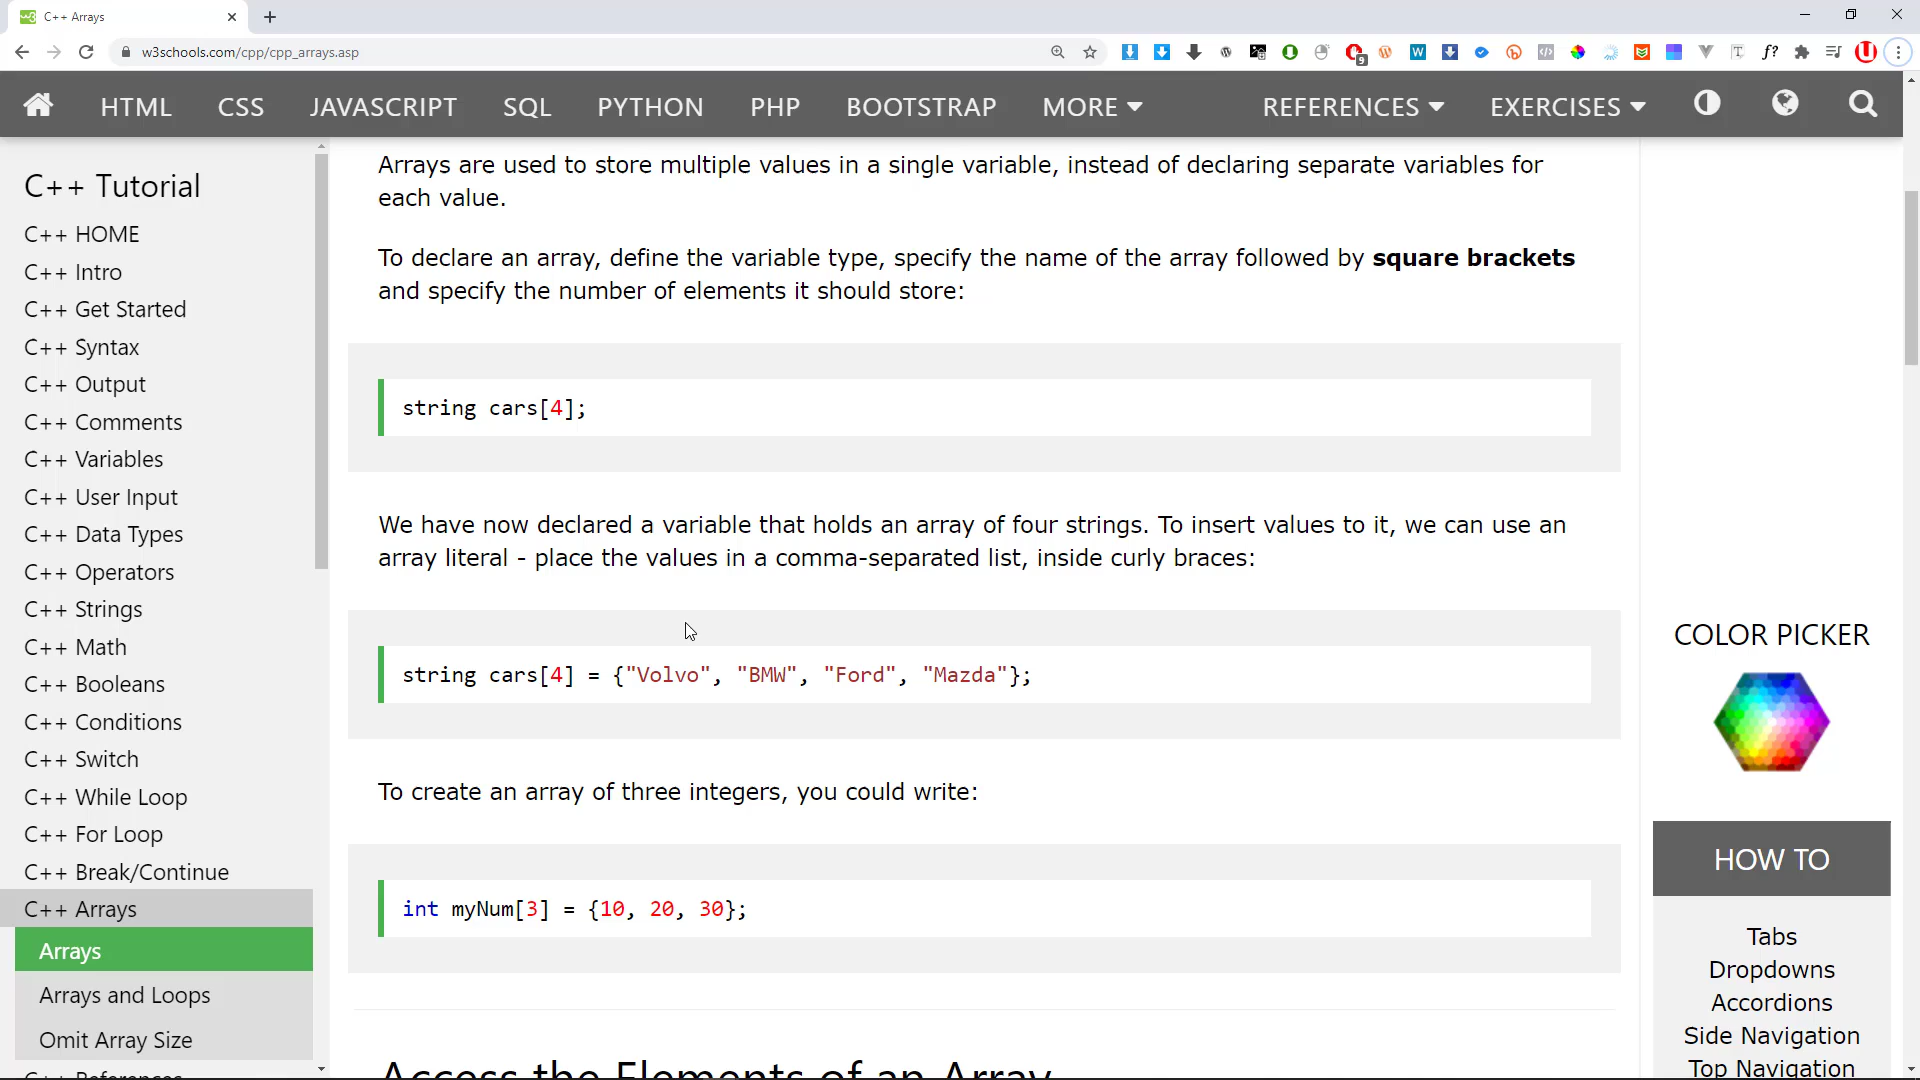 C++ Arrays
w3schools.com/cpp/cpp_arrays.asp
9
HTML CSS JAVASCRIPT SQL PYTHON PHP BOOTSTRAP MORE REFERENCES EXERCISES
C++ Tutorial
C++ HOME
C++ Intro
C++ Get Started
C++ Syntax
C++ Output
C++ Comments
C++ Variables
C++ User Input
C++ Data Types
C++ Operators
C++ Strings
C++ Math
C++ Booleans
C++ Conditions
C++ Switch
C++ While Loop
C++ For Loop
C++ Break/Continue
C++ Arrays
Arrays
Arrays and Loops
Omit Array Size
C++ References
Arrays are used to store multiple values in a single variable, instead of declaring separate variables for
each value.
To declare an array, define the variable type, specify the name of the array followed by square brackets
and specify the number of elements it should store:
string cars[4];
We have now declared a variable that holds an array of four strings. To insert values to it, we can use an
array literal - place the values in a comma-separated list, inside curly braces:
string cars[4] = {"Volvo", "BMW", "Ford", "Mazda"};
To create an array of three integers, you could write:
int myNum[3] = {10, 20, 30};
Access the Elements of an Array
COLOR PICKER
HOW TO
Tabs
Dropdowns
Accordions
Side Navigation
Top Navigation